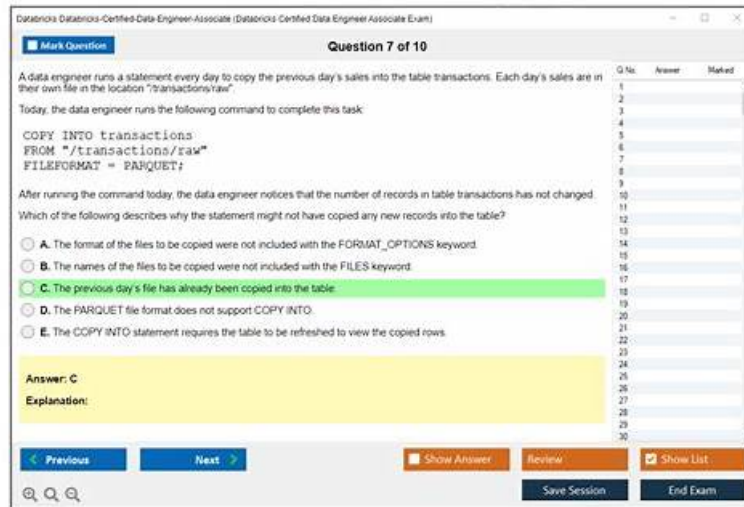 Databricks Databricks-Certified-Data-Engineer-Associate (Databricks Certified Data Engineer Associate Exam)
Mark Question
Question 7 of 10
Q No. Answer Marked
A data engineer runs a statement every day to copy the previous day's sales into the table transactions. Each day's sales are in
their own file in the location "/transactions/raw".
Today, the data engineer runs the following command to complete this task:
COPY INTO transactions
FROM "/transactions/raw"
FILEFORMAT = PARQUET;
After running the command today, the data engineer notices that the number of records in table transactions has not changed.
Which of the following describes why the statement might not have copied any new records into the table?
A. The format of the files to be copied were not included with the FORMAT_OPTIONS keyword.
B. The names of the files to be copied were not included with the FILES keyword.
C. The previous day's file has already been copied into the table.
D. The PARQUET file format does not support COPY INTO.
E. The COPY INTO statement requires the table to be refreshed to view the copied rows.
Answer: C
Explanation:
1
2
3
4
5
6
7
8
9
10
11
12
13
14
15
16
17
18
19
20
21
22
23
24
25
26
27
28
29
30
Previous
Next
Show Answer
Review
Show List
Save Session
End Exam